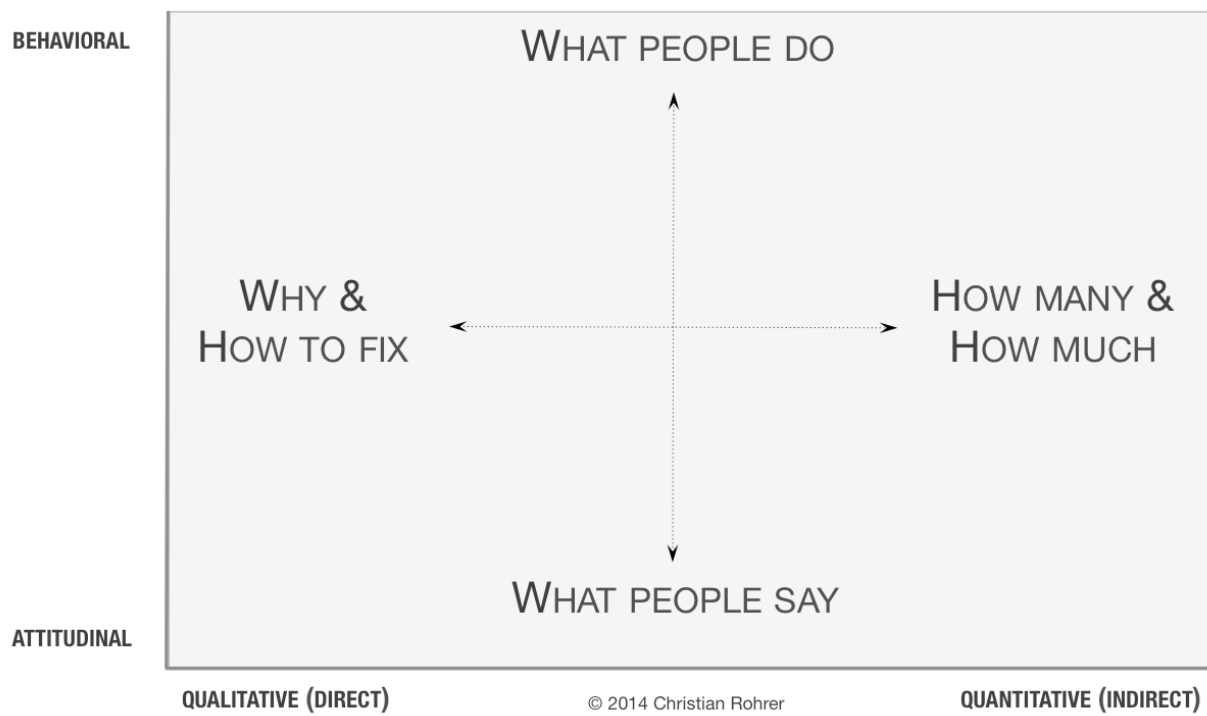 BEHAVIORAL
WHAT PEOPLE DO
WHY &
HOW TO FIX
HOW MANY &
HOW MUCH
WHAT PEOPLE SAY
ATTITUDINAL
QUALITATIVE (DIRECT)
© 2014 Christian Rohrer
QUANTITATIVE (INDIRECT)